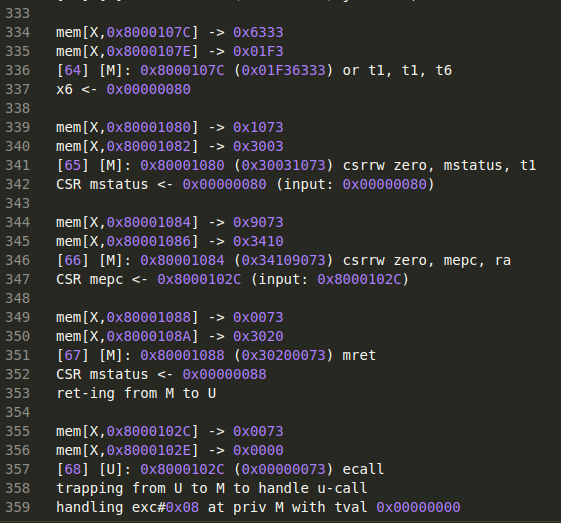 333
334 mem[X,0x8000107C] -> 0x6333
335 mem[X,0x8000107E] -> 0x01F3
336 [64] [M]: 0x8000107C (0x01F36333) or t1, t1, t6
337 x6 <- 0x00000080
338
339 mem[X,0x80001080] -> 0x1073
340 mem[X,0x80001082] -> 0x3003
341 [65] [M]: 0x80001080 (0x30031073) csrrw zero, mstatus, t1
342 CSR mstatus <- 0x00000080 (input: 0x00000080)
343
344 mem[X,0x80001084] -> 0x9073
345 mem[X,0x80001086] -> 0x3410
346 [66] [M]: 0x80001084 (0x34109073) csrrw zero, mepc, ra
347 CSR mepc <- 0x8000102C (input: 0x8000102C)
348
349 mem[X,0x80001088] -> 0x0073
350 mem[X,0x8000108A] -> 0x3020
351 [67] [M]: 0x80001088 (0x30200073) mret
352 CSR mstatus <- 0x00000088
353 ret-ing from M to U
354
355 mem[X,0x8000102C] -> 0x0073
356 mem[X,0x8000102E] -> 0x0000
357 [68] [U]: 0x8000102C (0x00000073) ecall
358 trapping from U to M to handle u-call
359 handling exc#0x08 at priv M with tval 0x00000000